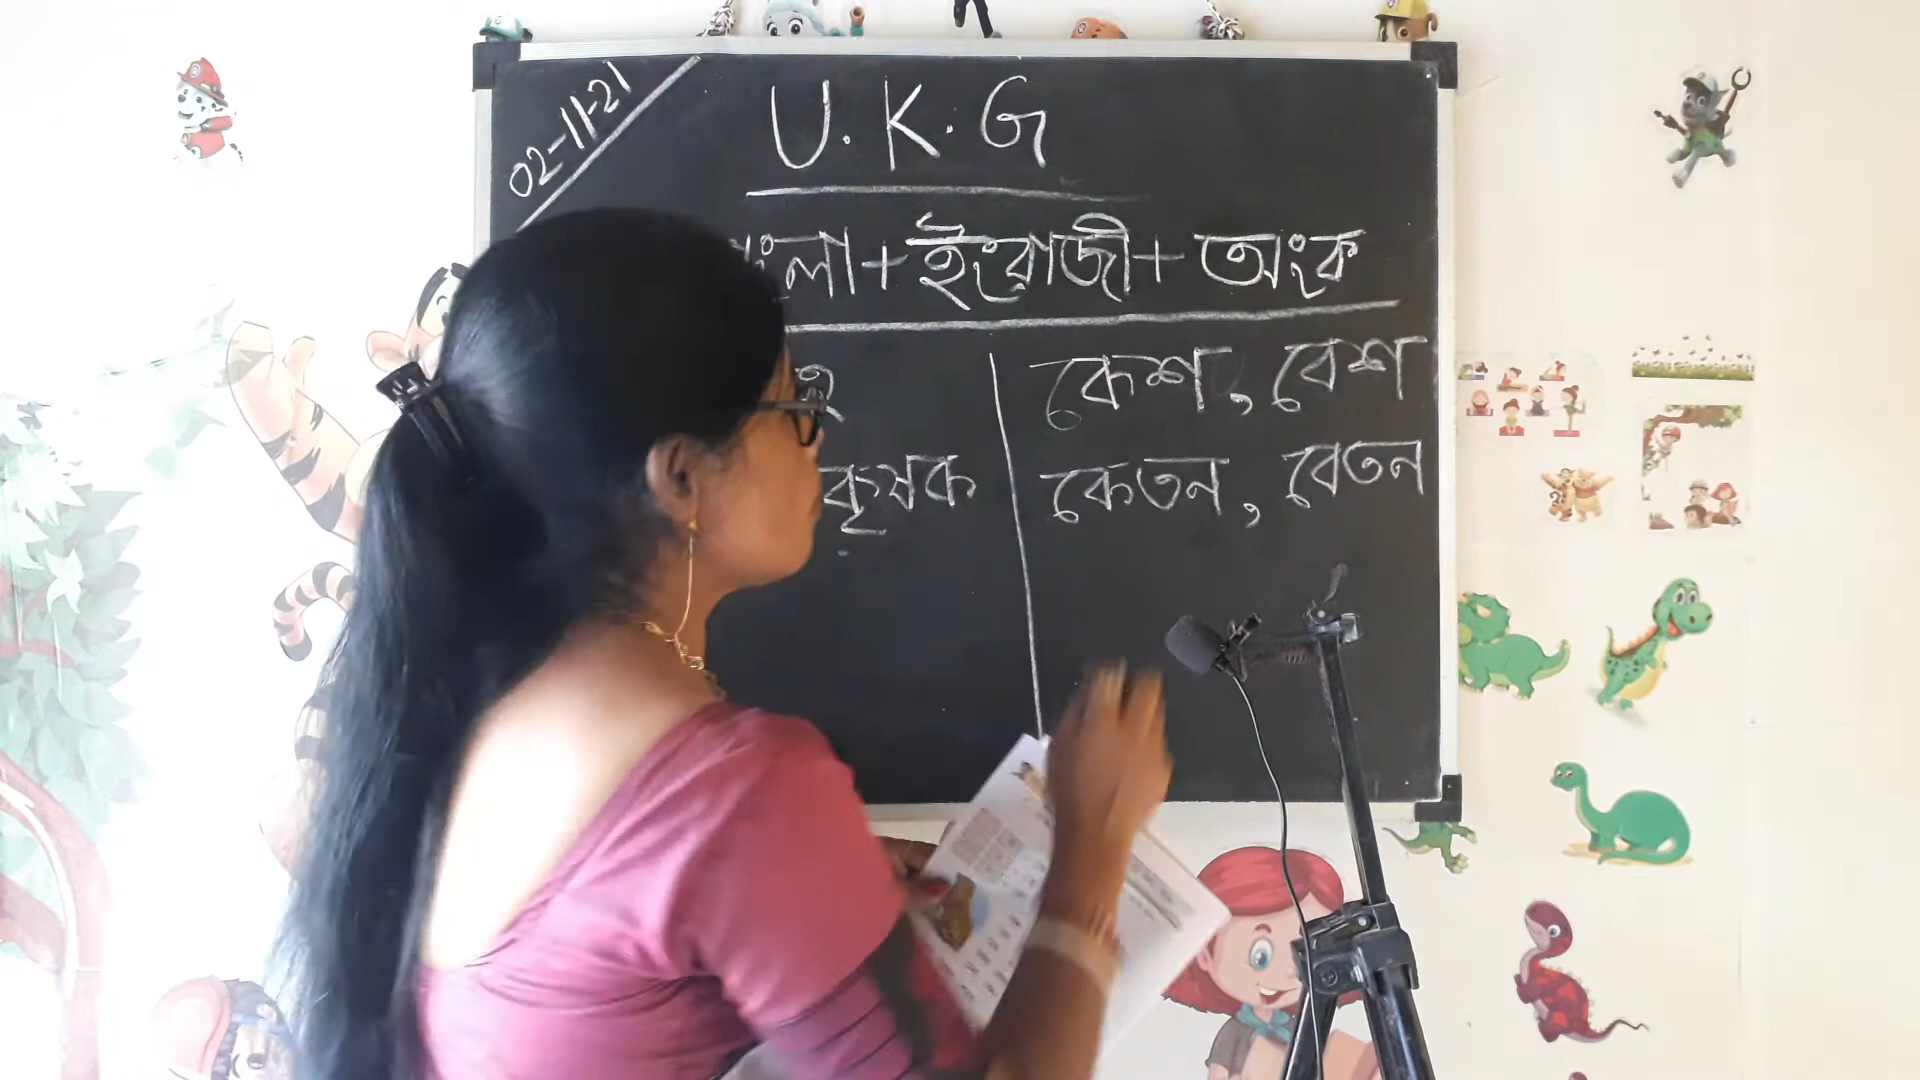 02-11-21
U.K.G
ংলা+ইংরাজী+অংক
কেশ, বেশ
কৃষক
কেতন, বেতন